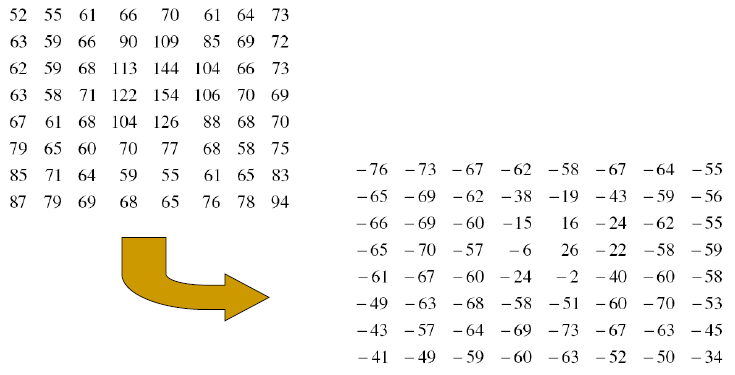 52 55 61 66 70 61 64 73
63 59 66 90 109 85 69 72
62 59 68 113 144 104 66 73
63 58 71 122 154 106 70 69
67 61 68 104 126 88 68 70
79 65 60 70 77 68 58 75
85 71 64 59 55 61 65 83
87 79 69 68 65 76 78 94
−76 −73 −67 −62 −58 −67 −64 −55
−65 −69 −62 −38 −19 −43 −59 −56
−66 −69 −60 −15 16 −24 −62 −55
−65 −70 −57 −6 26 −22 −58 −59
−61 −67 −60 −24 −2 −40 −60 −58
−49 −63 −68 −58 −51 −60 −70 −53
−43 −57 −64 −69 −73 −67 −63 −45
−41 −49 −59 −60 −63 −52 −50 −34